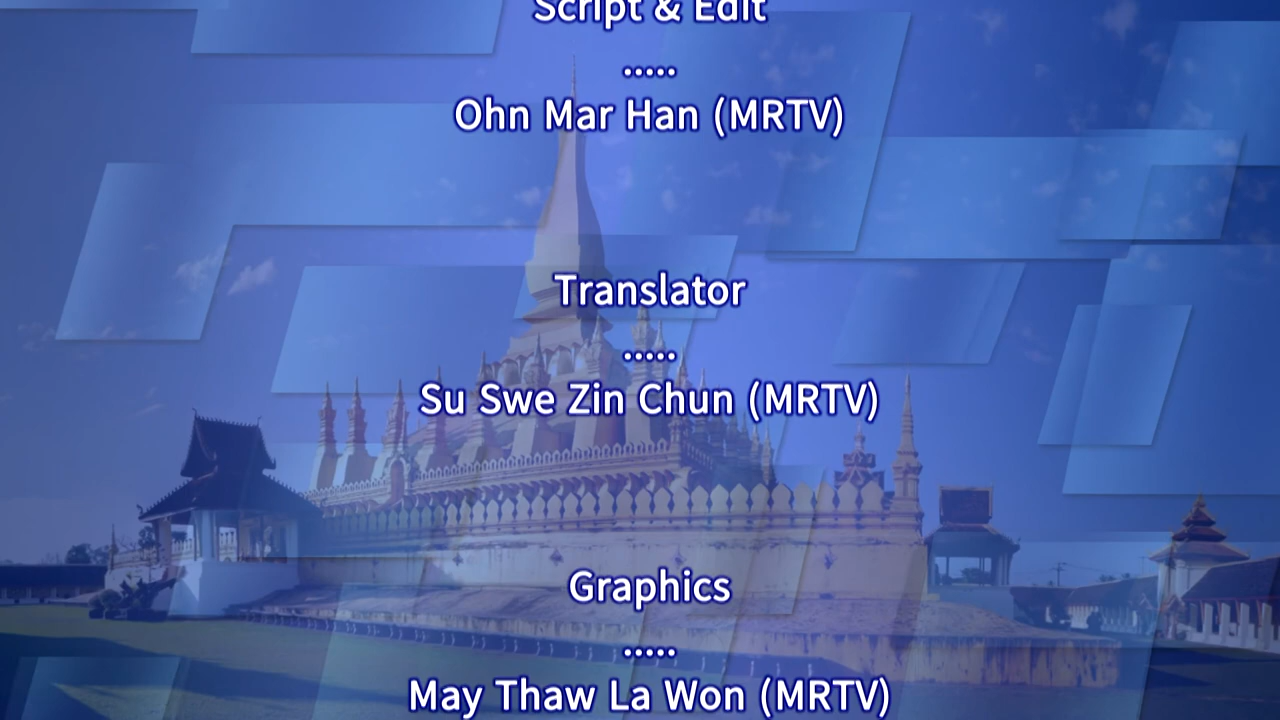 Script & Edit
.....
Ohn Mar Han (MRTV)
Translator
.....
Su Swe Zin Chun (MRTV)
Graphics
.....
May Thaw La Won (MRTV)